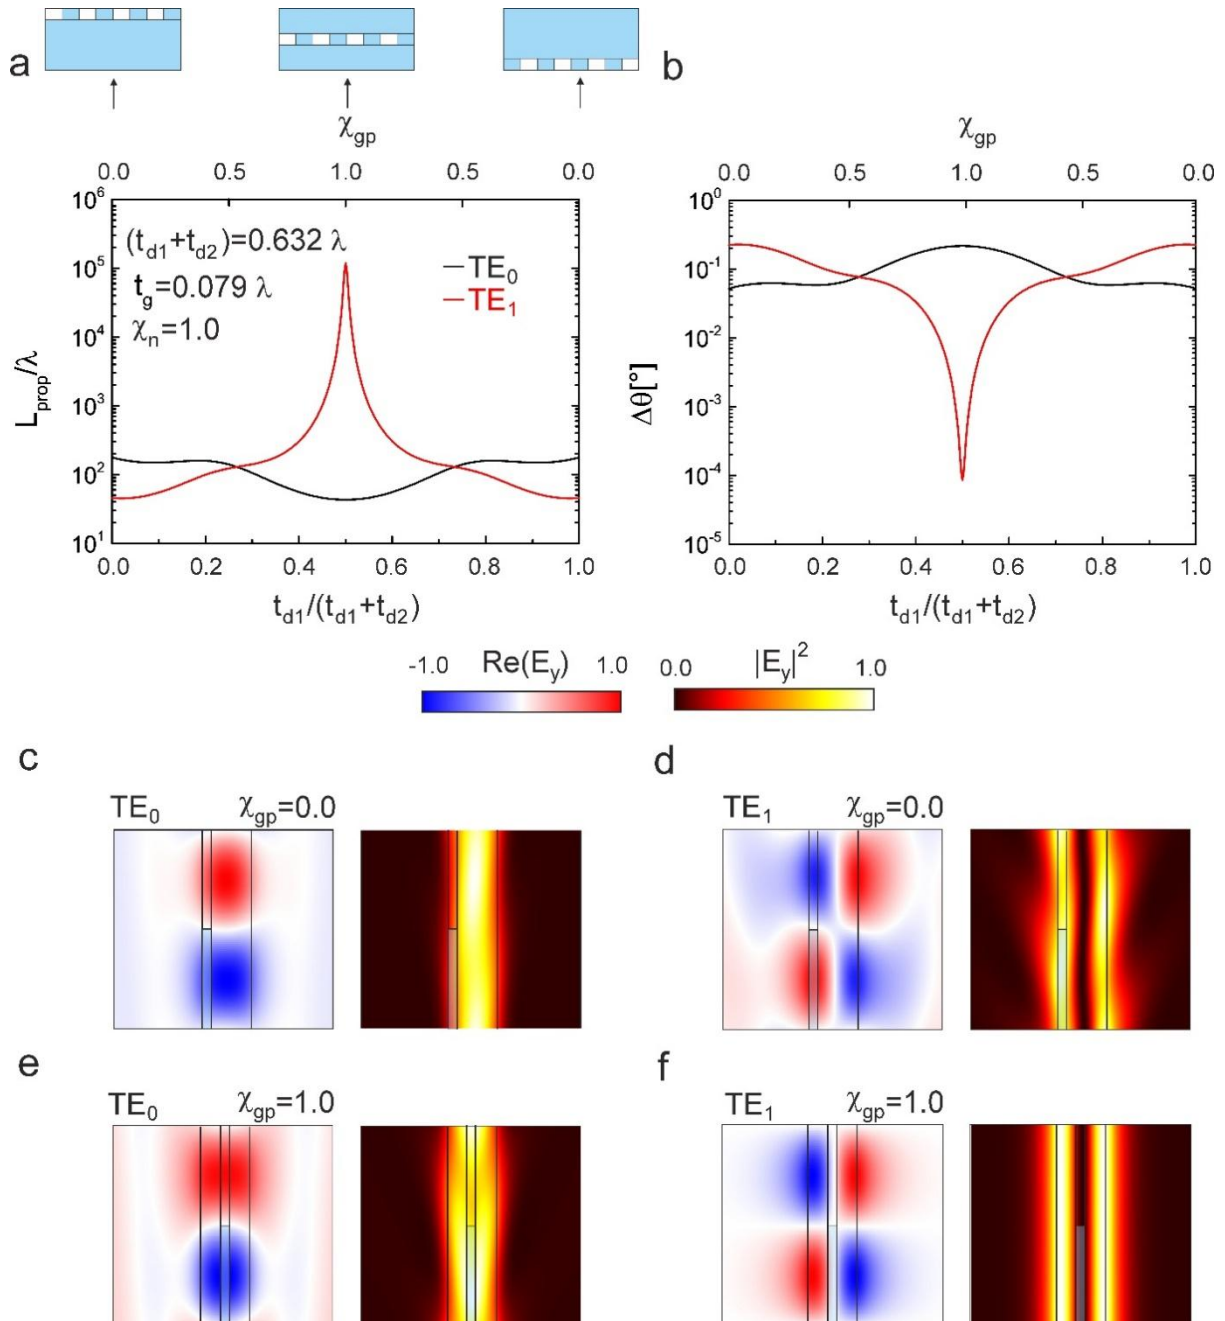 a
b
χgp
0.0 0.5 1.0 0.5 0.0
10^6
10^5
10^4
10^3
10^2
10^1
Lprop/λ
(td1+td2)=0.632 λ
tg=0.079 λ
χn=1.0
TE0
TE1
0.0 0.2 0.4 0.6 0.8 1.0
td1/(td1+td2)
χgp
0.0 0.5 1.0 0.5 0.0
10^0
10^-1
10^-2
10^-3
10^-4
10^-5
Δθ[°]
0.0 0.2 0.4 0.6 0.8 1.0
td1/(td1+td2)
-1.0 Re(Ey) 1.0
0.0 |Ey|^2 1.0
c
TE0 χgp=0.0
d
TE1 χgp=0.0
e
TE0 χgp=1.0
f
TE1 χgp=1.0